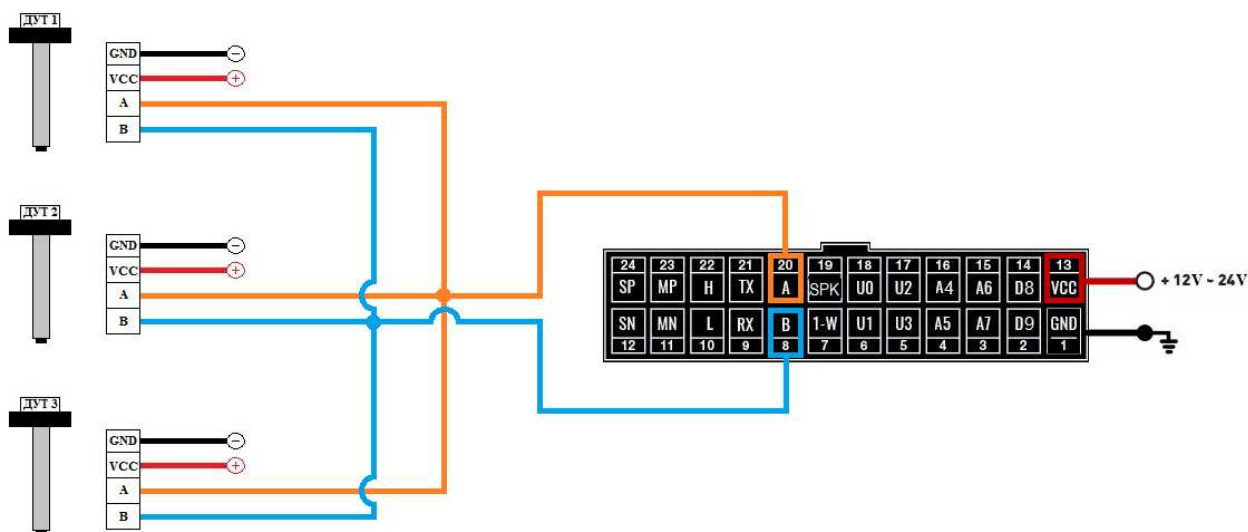 ДУТ 1
GND
VCC
A
B
ДУТ 2
GND
VCC
A
B
ДУТ 3
GND
VCC
A
B
24 23 22 21 20 19 18 17 16 15 14 13
SP MP H TX A SPK U0 U2 A4 A6 D8 VCC
SN MN L RX B 1-W U1 U3 A5 A7 D9 GND
12 11 10 9 8 7 6 5 4 3 2 1
+ 12V - 24V